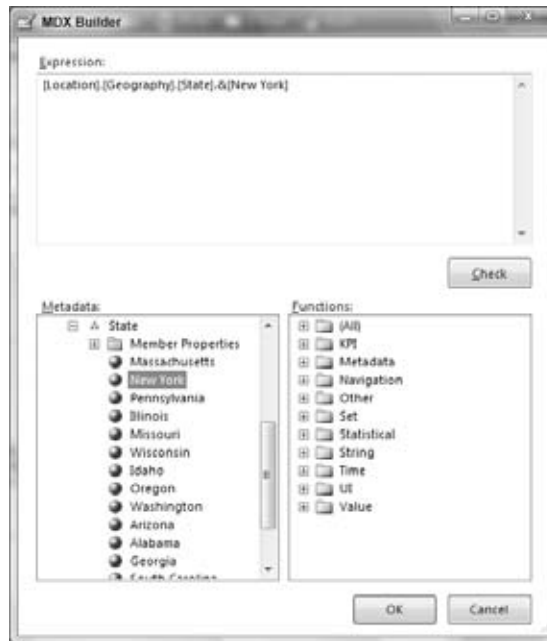 MDX Builder
Expression:
[Location].[Geography].[State].&[New York]
Check
Metadata:
State
Member Properties
Massachusetts
New York
Pennsylvania
Illinois
Missouri
Wisconsin
Idaho
Oregon
Washington
Arizona
Alabama
Georgia
South Carolina
Functions:
(All)
KPI
Metadata
Navigation
Other
Set
Statistical
String
Time
UI
Value
OK
Cancel